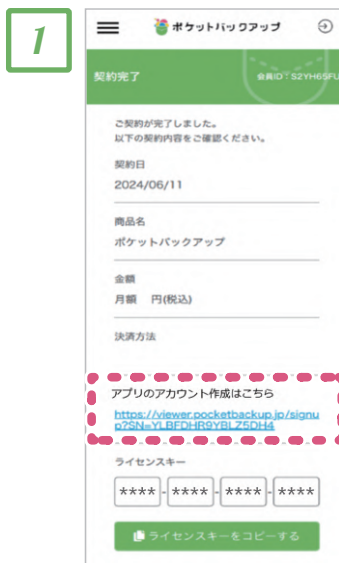 1
ポケットバックアップ
契約完了
会員ID：S2YH65FU
ご契約が完了しました。
以下の契約内容をご確認ください。
契約日
2024/06/11
商品名
ポケットバックアップ
金額
月額 円(税込)
決済方法
アプリのアカウント作成はこちら
https://viewer.pocketbackup.jp/signu
p?SN=YLBFDHR9YBLZ5DH4
ライセンスキー
****-****-****-****
ライセンスキーをコピーする